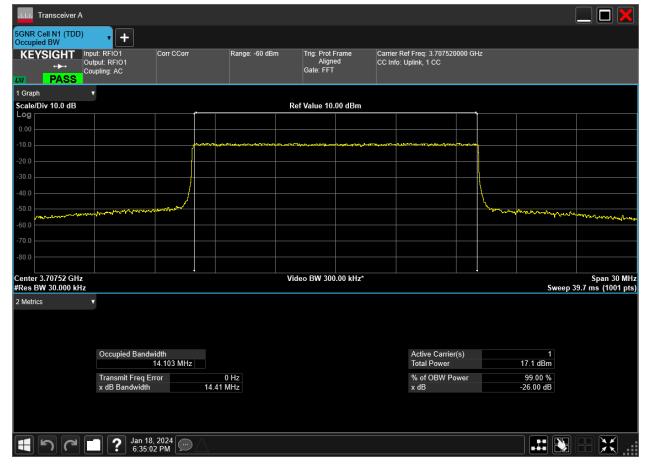 Transceiver A
5GNR Cell N1 (TDD)
Occupied BW
KEYSIGHT
LXI
PASS
Input: RFIO1
Output: RFIO1
Coupling: AC
Corr CCorr
Range: -60 dBm
Trig: Prot Frame
Aligned
Gate: FFT
Carrier Ref Freq: 3.707520000 GHz
CC Info: Uplink, 1 CC
1 Graph
Scale/Div 10.0 dB
Ref Value 10.00 dBm
Log
0.00
-10.0
-20.0
-30.0
-40.0
-50.0
-60.0
-70.0
-80.0
Center 3.70752 GHz
Video BW 300.00 kHz*
Span 30 MHz
#Res BW 30.000 kHz
Sweep 39.7 ms (1001 pts)
2 Metrics
Occupied Bandwidth
14.103 MHz
Transmit Freq Error 0 Hz
x dB Bandwidth 14.41 MHz
Active Carrier(s) 1
Total Power 17.1 dBm
% of OBW Power 99.00 %
x dB -26.00 dB
Jan 18, 2024
6:35:02 PM